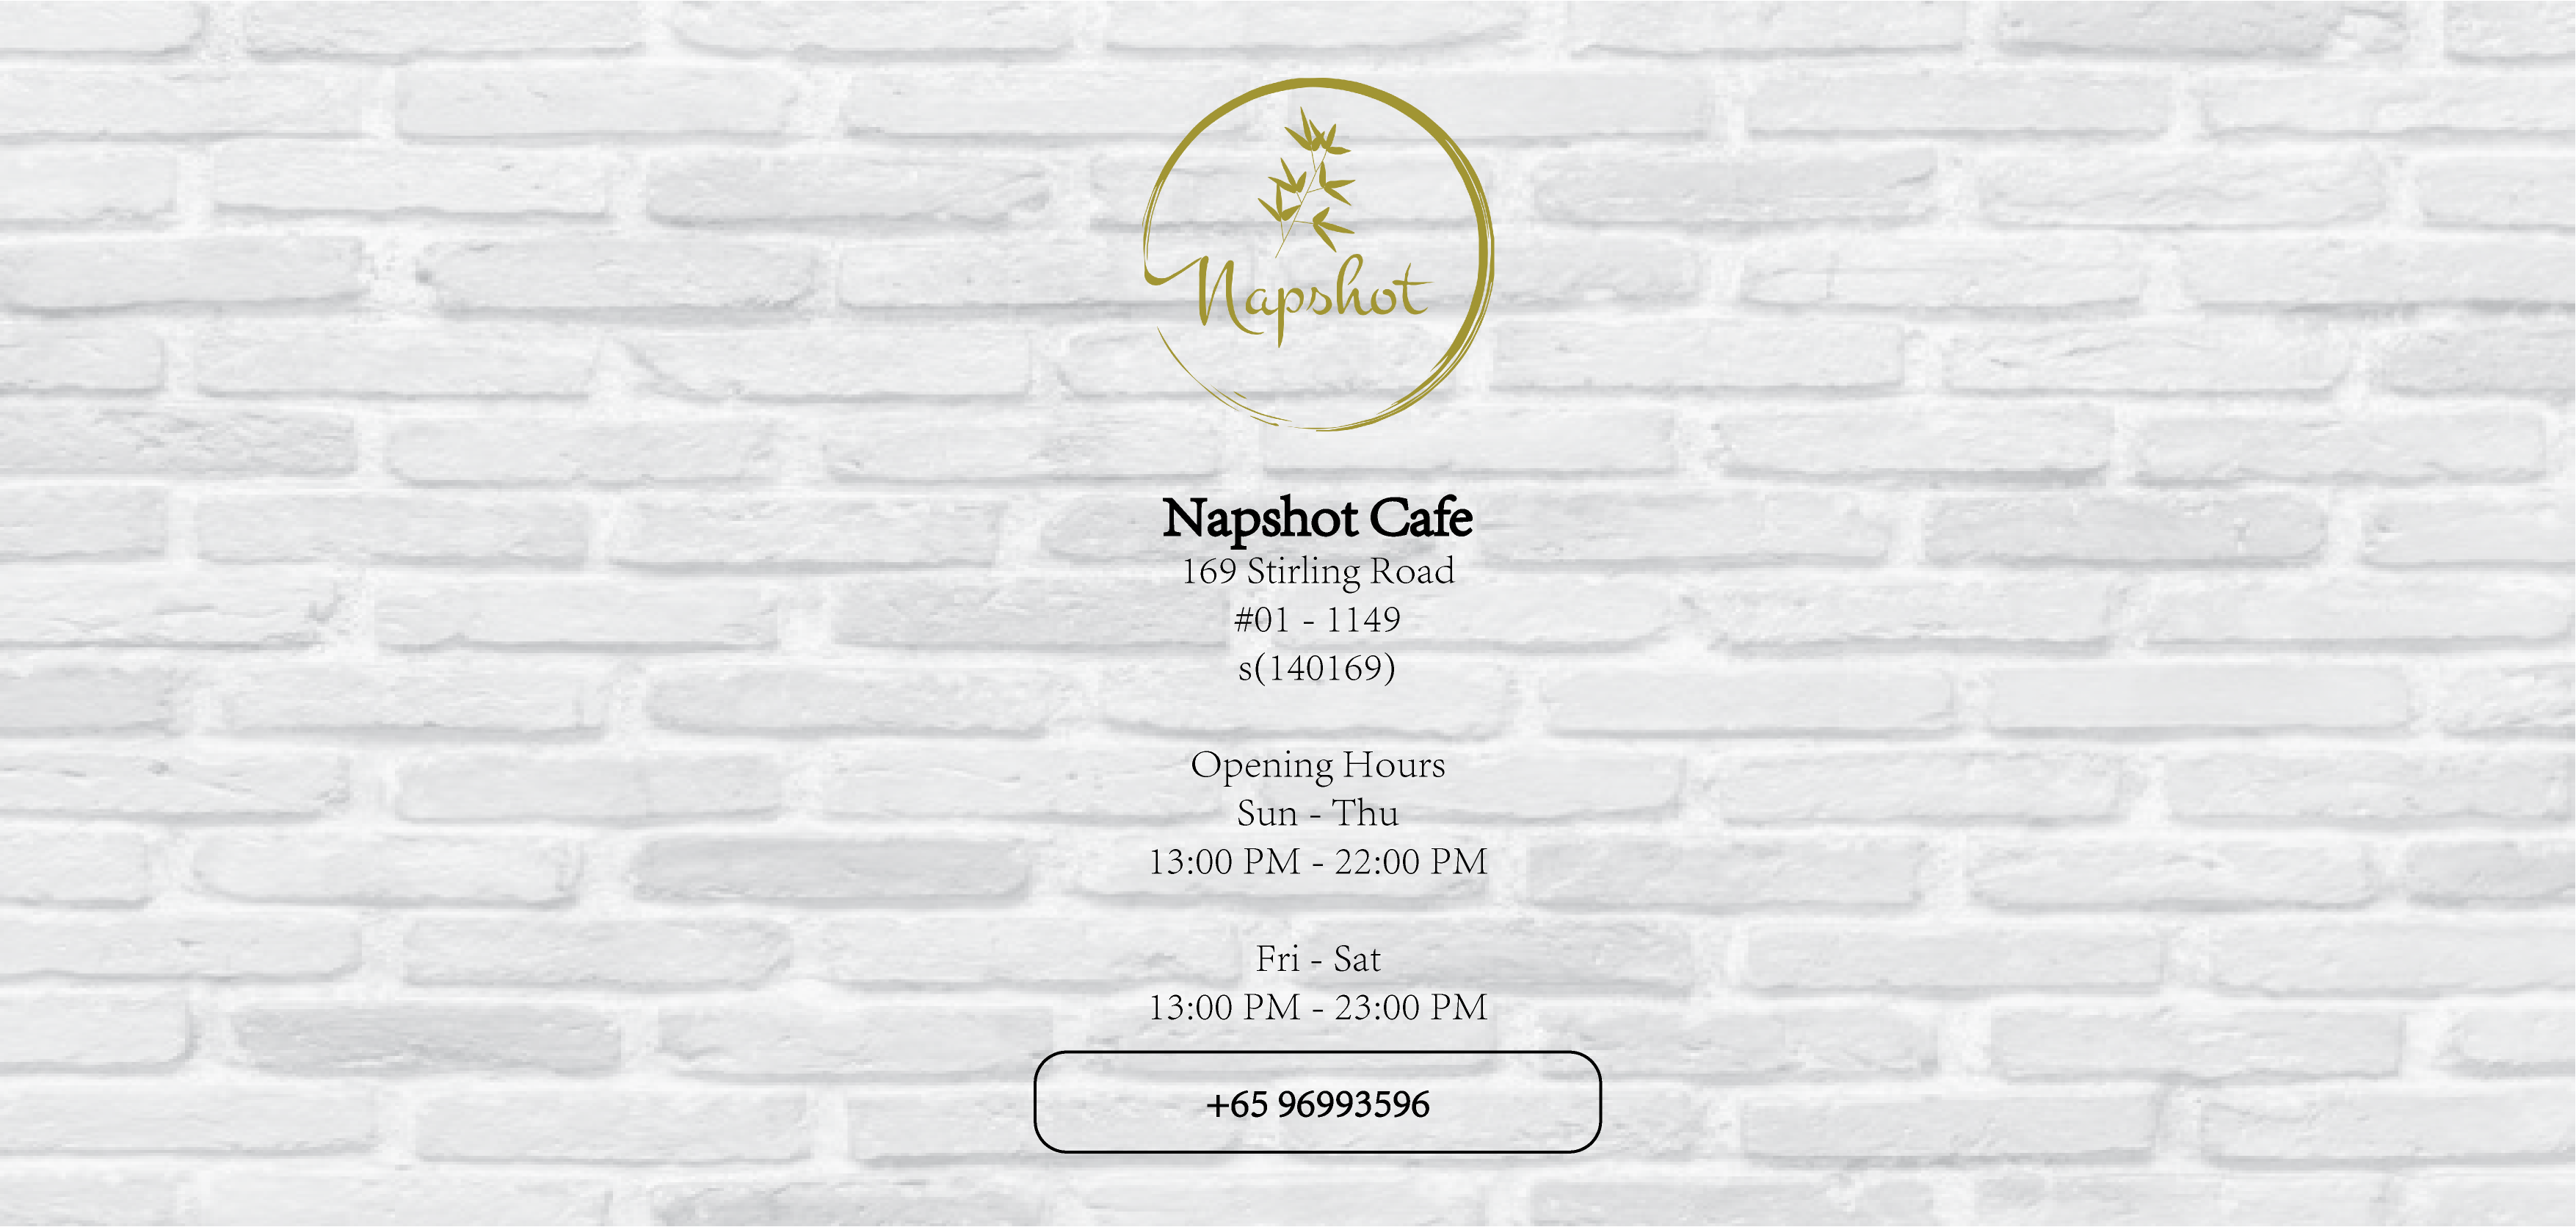 Napshot
Napshot Cafe
169 Stirling Road
#01 - 1149
s(140169)
Opening Hours
Sun - Thu
13:00 PM - 22:00 PM
Fri - Sat
13:00 PM - 23:00 PM
+65 96993596